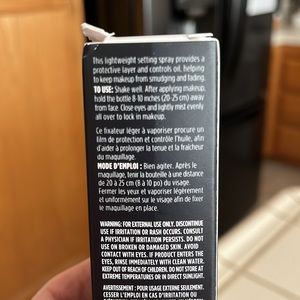 This lightweight setting spray provides a
protective layer and controls oil, helping
to keep makeup from smudging and fading.
TO USE: Shake well. After applying makeup,
hold the bottle 8-10 inches (20-25 cm) away
from face. Close eyes and lightly mist evenly
all over to lock in makeup.
Ce fixateur léger à vaporiser procure un
film de protection et contrôle l'huile, afin
d'aider à prolonger la tenue et la fraîcheur
du maquillage.
MODE D'EMPLOI : Bien agiter. Après le
maquillage, tenir la bouteille à une distance
de 20 à 25 cm (8 à 10 po) du visage.
Fermer les yeux et vaporiser légèrement
et uniformément sur le visage afin de fixer
le maquillage en place.
WARNING: FOR EXTERNAL USE ONLY. DISCONTINUE
USE IF IRRITATION OR RASH OCCURS. CONSULT
A PHYSICIAN IF IRRITATION PERSISTS. DO NOT
USE ON BROKEN OR DAMAGED SKIN. AVOID
CONTACT WITH EYES. IF PRODUCT ENTERS THE
EYES, RINSE IMMEDIATELY WITH CLEAN WATER.
KEEP OUT OF REACH OF CHILDREN. DO NOT STORE AT
EXTREME TEMPERATURES OR IN DIRECT SUNLIGHT.
AVERTISSEMENT : POUR USAGE EXTERNE SEULEMENT.
CESSER L'EMPLOI EN CAS D'IRRITATION